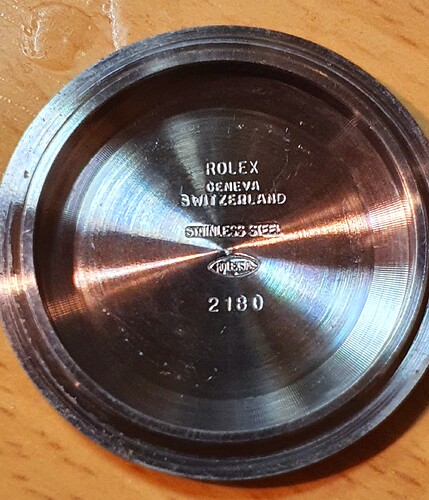 ROLEX
GENEVA
SWITZERLAND
STAINLESS STEEL
2180